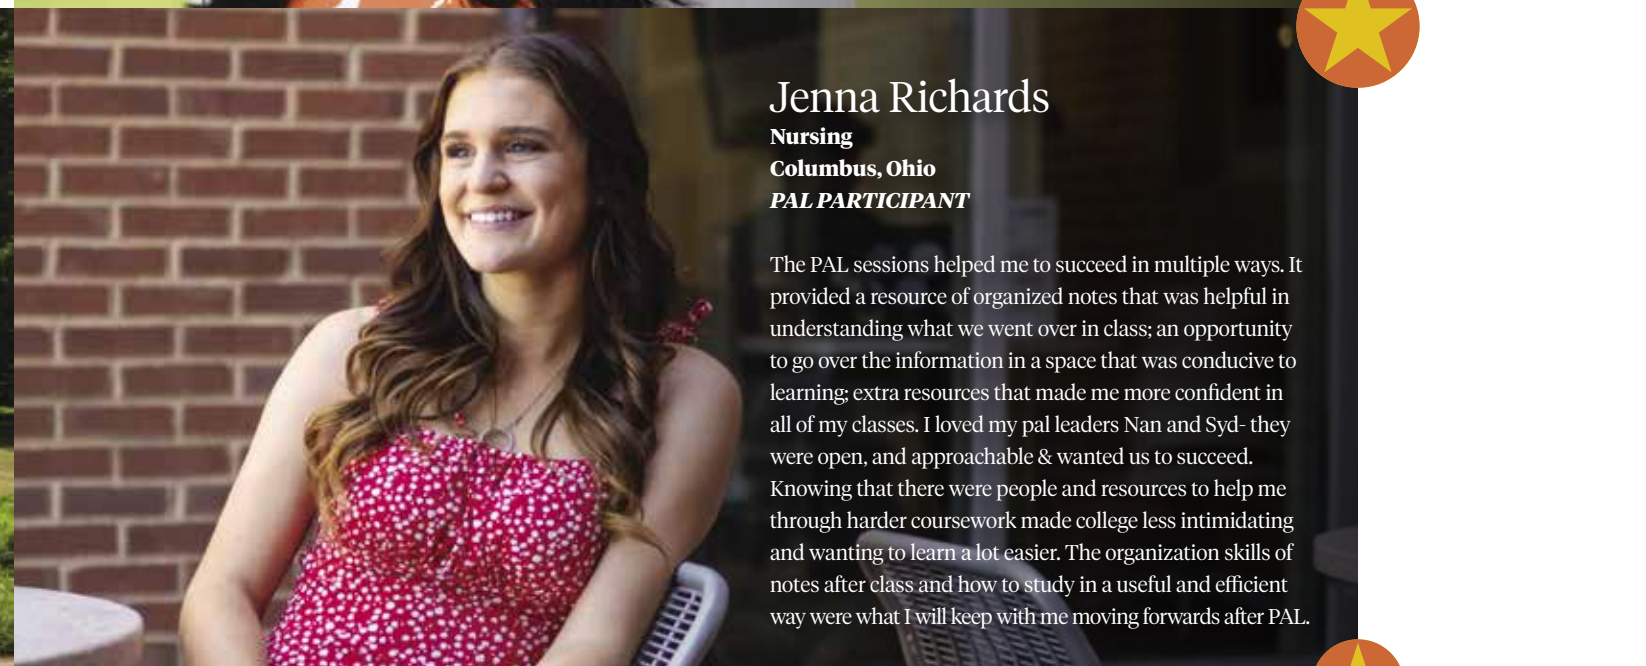 Jenna Richards
Nursing
Columbus, Ohio
PAL PARTICIPANT
The PAL sessions helped me to succeed in multiple ways. It
provided a resource of organized notes that was helpful in
understanding what we went over in class; an opportunity
to go over the information in a space that was conducive to
learning; extra resources that made me more confident in
all of my classes. I loved my pal leaders Nan and Syd- they
were open, and approachable & wanted us to succeed.
Knowing that there were people and resources to help me
through harder coursework made college less intimidating
and wanting to learn a lot easier. The organization skills of
notes after class and how to study in a useful and efficient
way were what I will keep with me moving forwards after PAL.